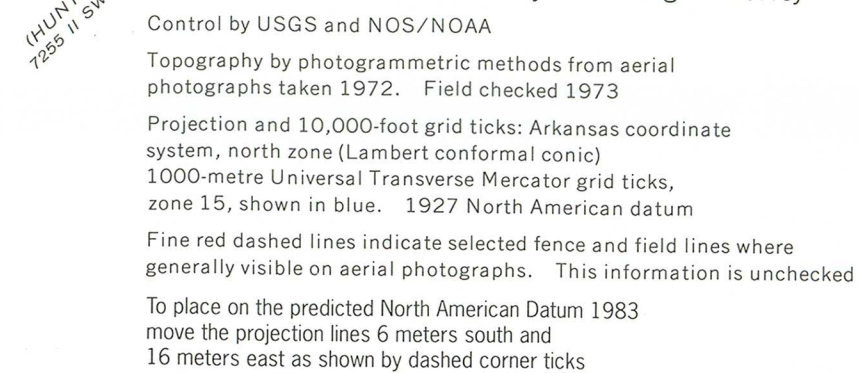 (HUN
7255 II SW
Control by USGS and NOS/NOAA
Topography by photogrammetric methods from aerial
photographs taken 1972. Field checked 1973
Projection and 10,000-foot grid ticks: Arkansas coordinate
system, north zone (Lambert conformal conic)
1000-metre Universal Transverse Mercator grid ticks,
zone 15, shown in blue. 1927 North American datum
Fine red dashed lines indicate selected fence and field lines where
generally visible on aerial photographs. This information is unchecked
To place on the predicted North American Datum 1983
move the projection lines 6 meters south and
16 meters east as shown by dashed corner ticks